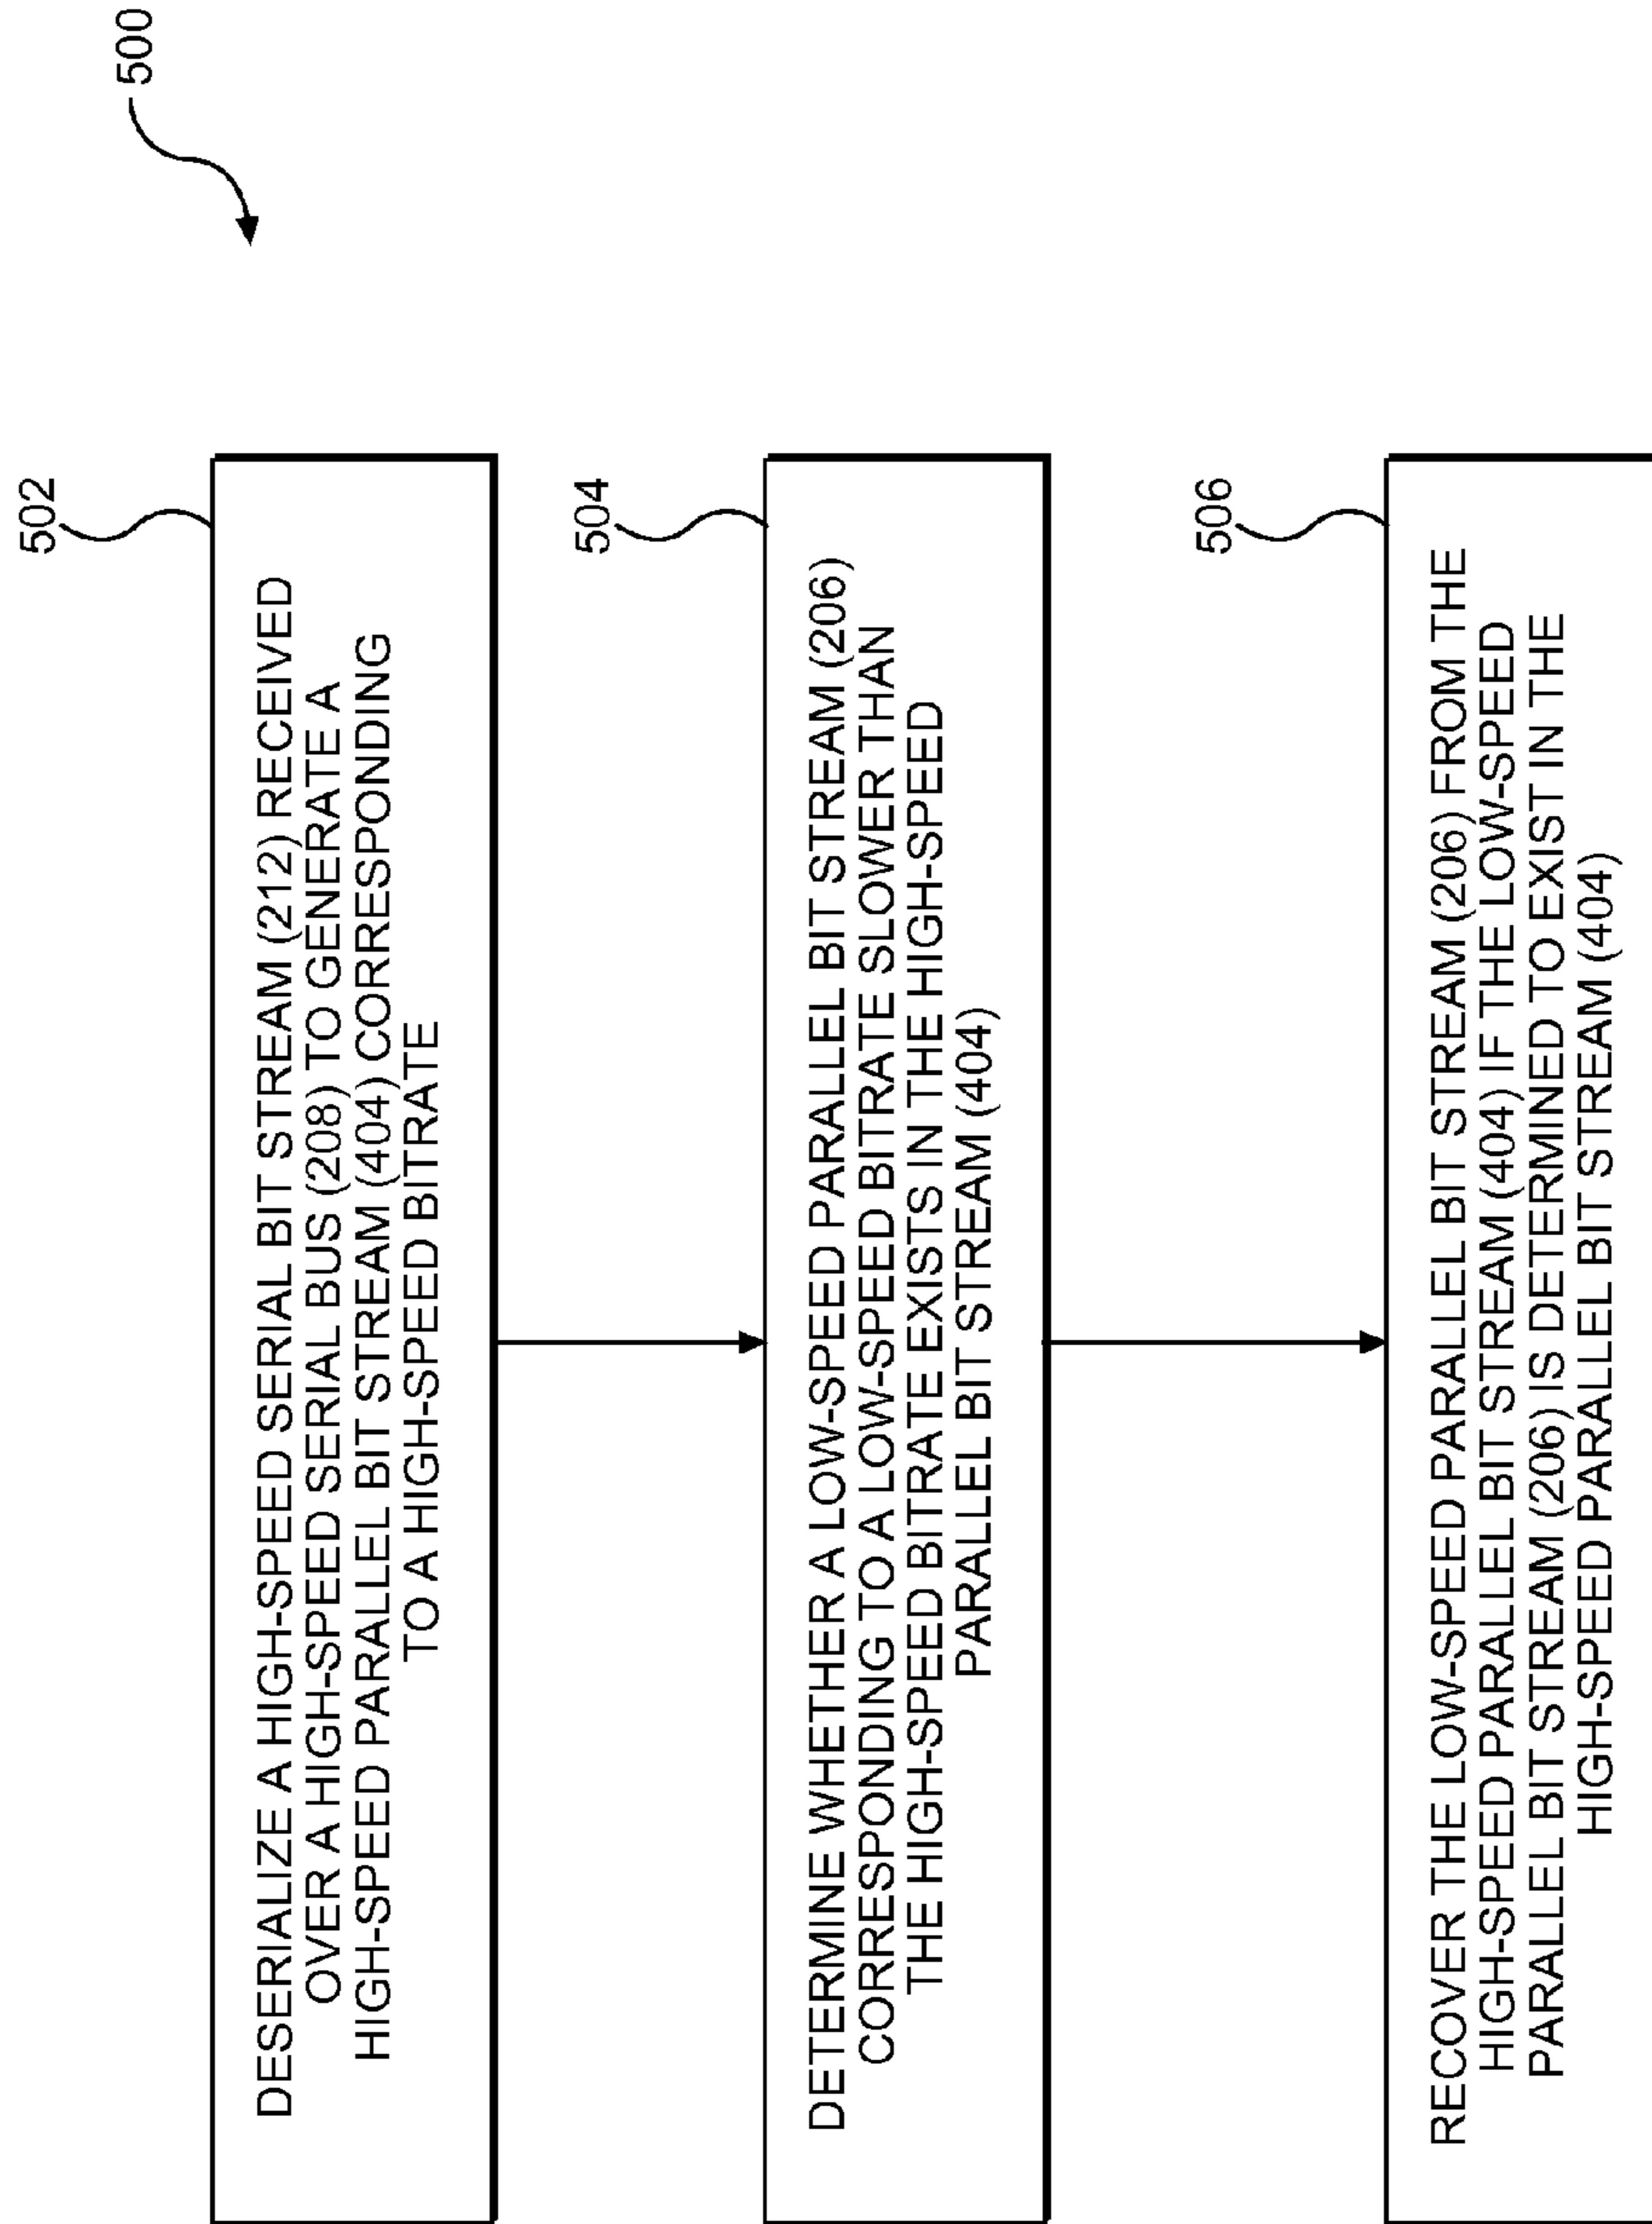 500
502
DESERIALIZE A HIGH-SPEED SERIAL BIT STREAM (212) RECEIVED
OVER A HIGH-SPEED SERIAL BUS (208) TO GENERATE A
HIGH-SPEED PARALLEL BIT STREAM (404) CORRESPONDING
TO A HIGH-SPEED BITRATE
504
DETERMINE WHETHER A LOW-SPEED PARALLEL BIT STREAM (206)
CORRESPONDING TO A LOW-SPEED BITRATE SLOWER THAN
THE HIGH-SPEED BITRATE EXISTS IN THE HIGH-SPEED
PARALLEL BIT STREAM (404)
506
RECOVER THE LOW-SPEED PARALLEL BIT STREAM (206) FROM THE
HIGH-SPEED PARALLEL BIT STREAM (404) IF THE LOW-SPEED
PARALLEL BIT STREAM (206) IS DETERMINED TO EXIST IN THE
HIGH-SPEED PARALLEL BIT STREAM (404)